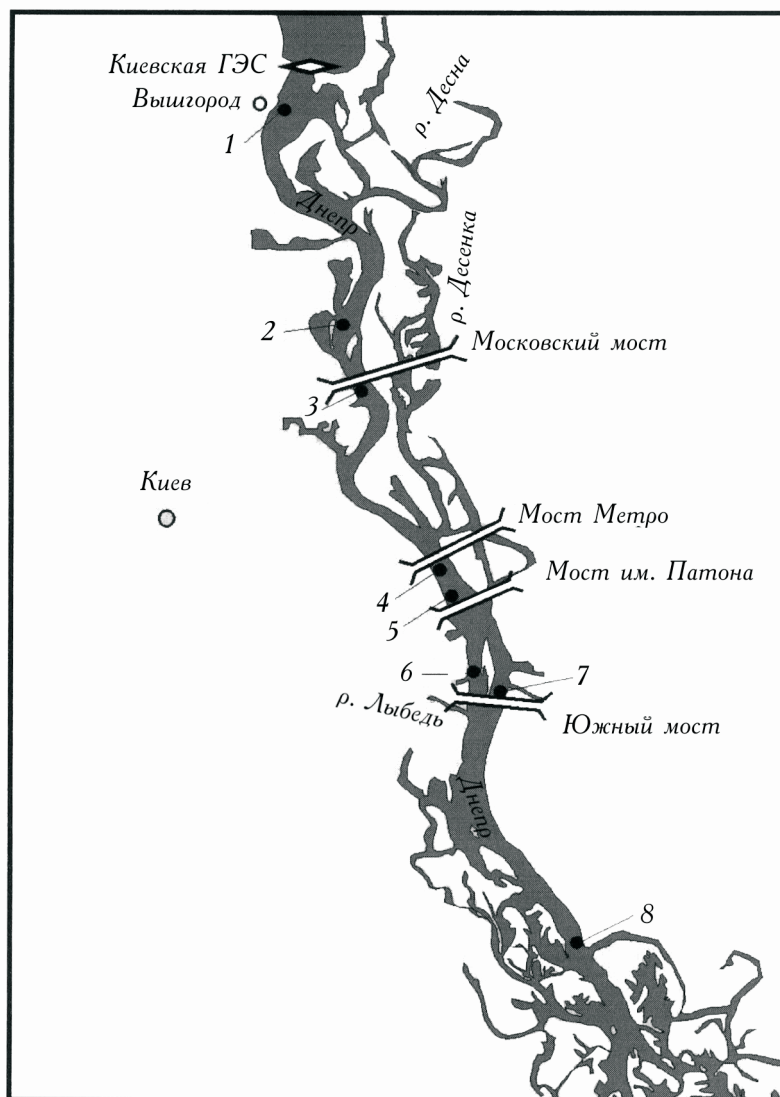 Киевская ГЭС
Вышгород
1
р. Десна
Днепр
р. Десенка
2
Московский мост
3
Киев
Мост Метро
Мост им. Патона
4
5
6
7
р. Лыбедь
Южный мост
Днепр
8